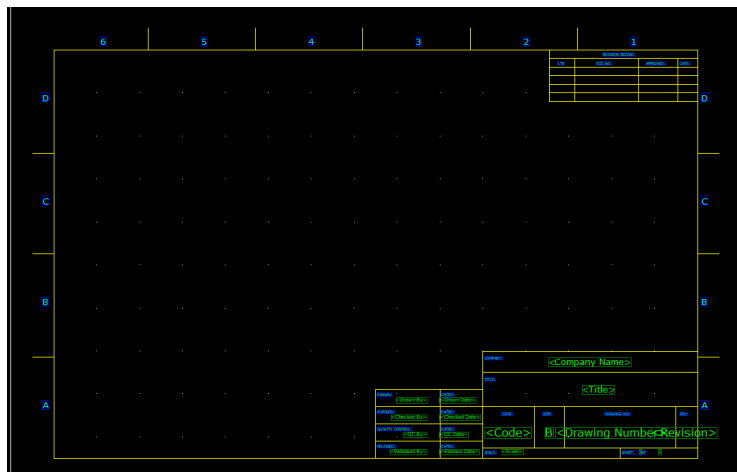 6 5 4 3 2 1
REVISION RECORD
LTR ECO NO: APPROVED: DATE:
D D
C C
B B
COMPANY:
<Company Name>
TITLE:
<Title>
A A
DRAWN: DATED:
<Drawn By> <Drawn Date>
CHECKED: DATED:
<Checked By> <Checked Date>
CODE: SIZE: DRAWING NO: REV:
<Code> B <Drawing Number> <Revision>
QUALITY CONTROL: DATED:
<QC By> <QC Date>
RELEASED: DATED:
<Released By> <Release Date>
SCALE: <Scale> SHEET: OF: